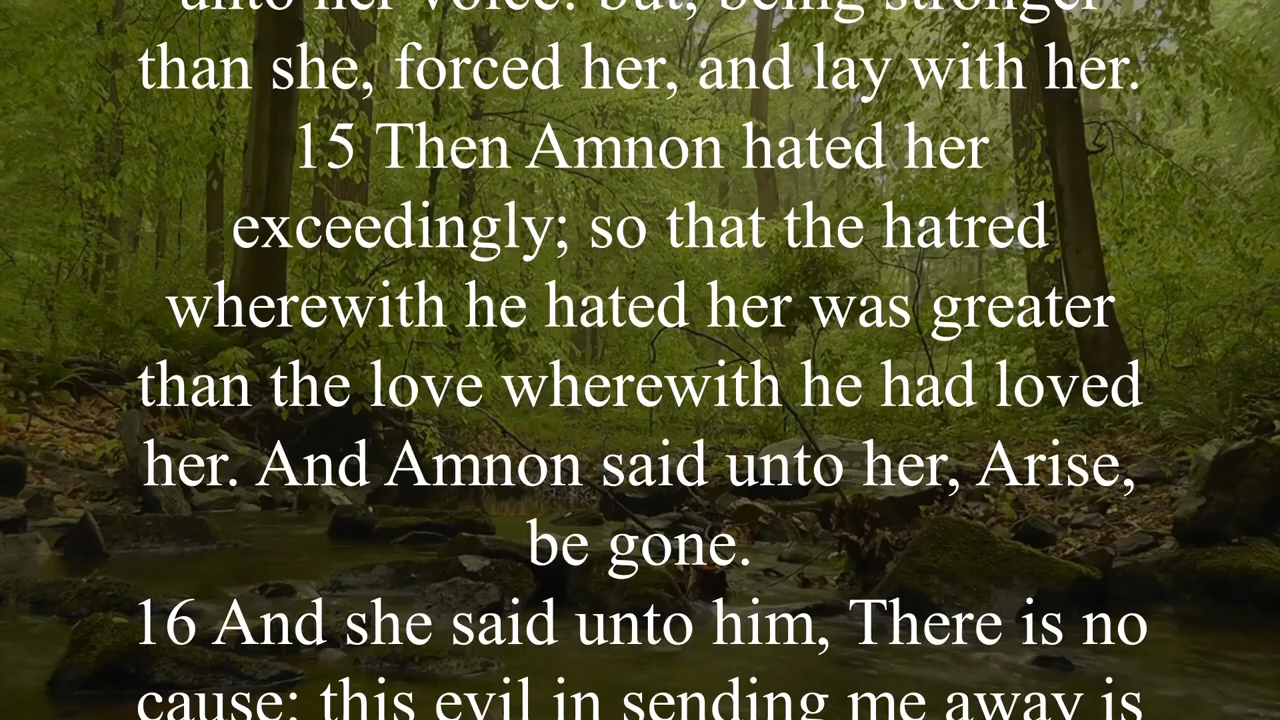 unto her voice: but, being stronger
than she, forced her, and lay with her.
15 Then Amnon hated her
exceedingly; so that the hatred
wherewith he hated her was greater
than the love wherewith he had loved
her. And Amnon said unto her, Arise,
be gone.
16 And she said unto him, There is no
cause: this evil in sending me away is